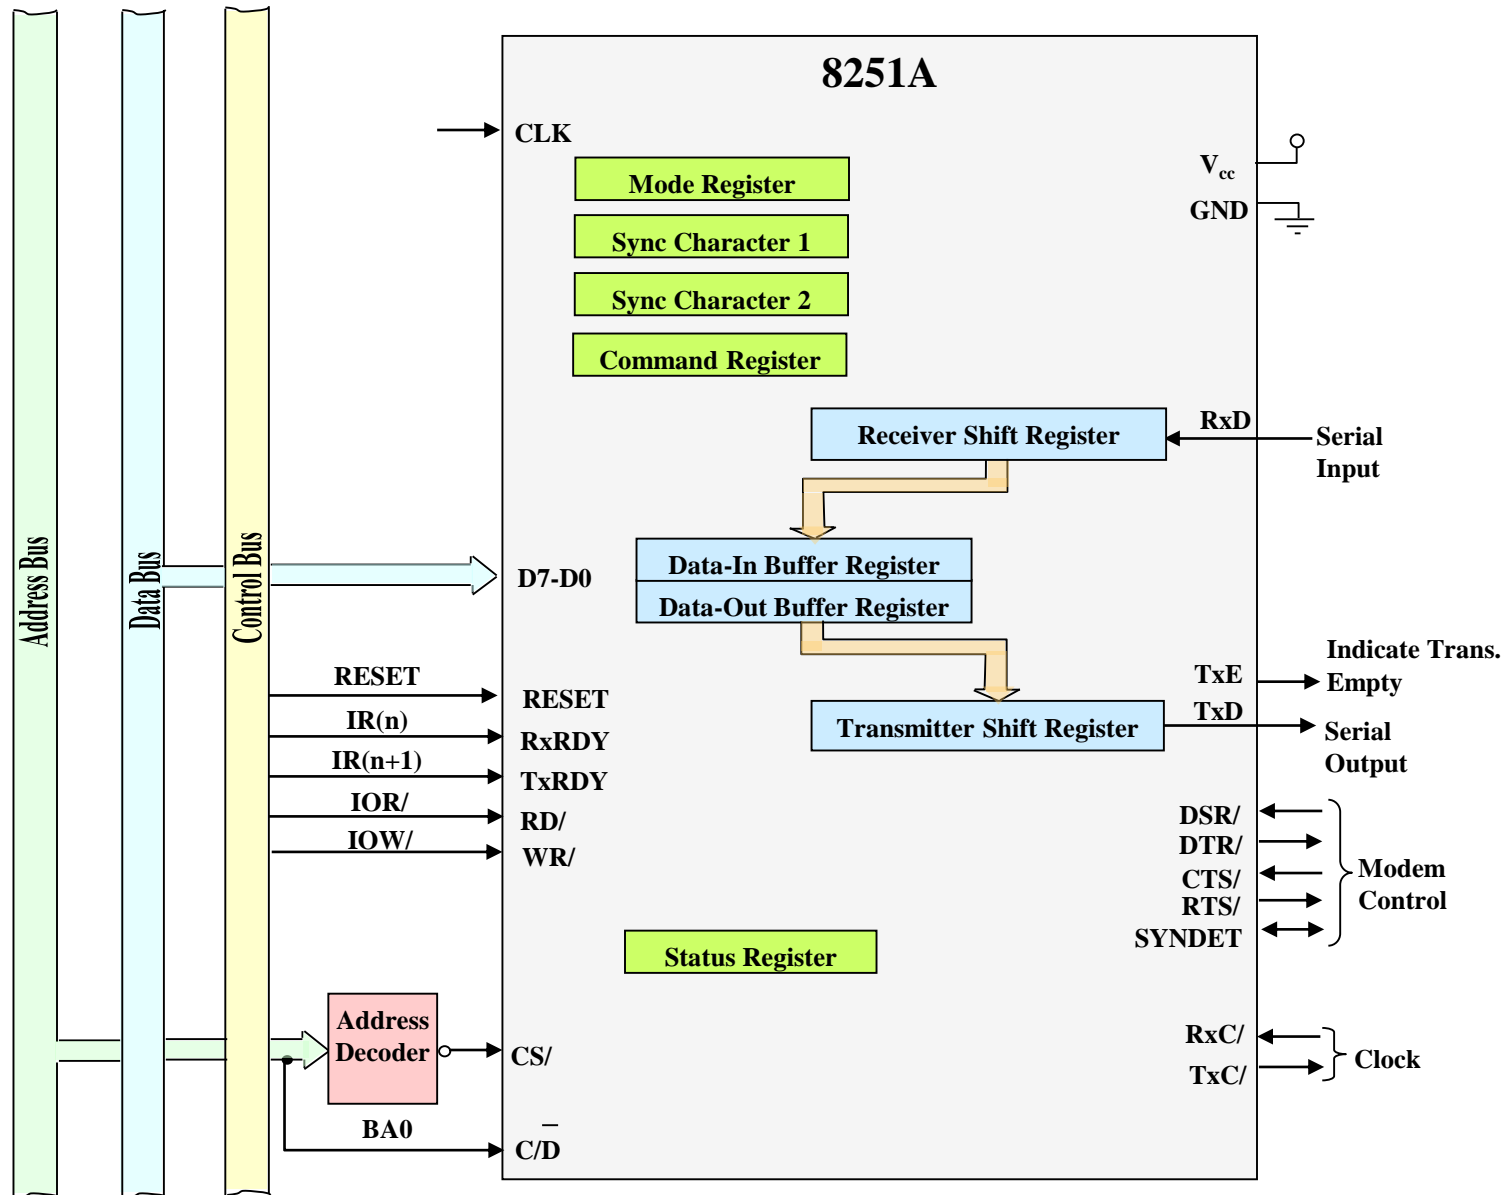 8251A
CLK
Mode Register
Sync Character 1
Sync Character 2
Command Register
Vcc
GND
Receiver Shift Register
RxD
Serial
Input
Address Bus
Data Bus
Control Bus
D7-D0
Data-In Buffer Register
Data-Out Buffer Register
RESET
RESET
IR(n)
RxRDY
IR(n+1)
TxRDY
IOR/
RD/
IOW/
WR/
Transmitter Shift Register
TxE
Indicate Trans.
Empty
TxD
Serial
Output
DSR/
DTR/
CTS/
RTS/
SYNDET
Modem
Control
Status Register
Address
Decoder
CS/
BA0
C/D̅
RxC/
TxC/
Clock